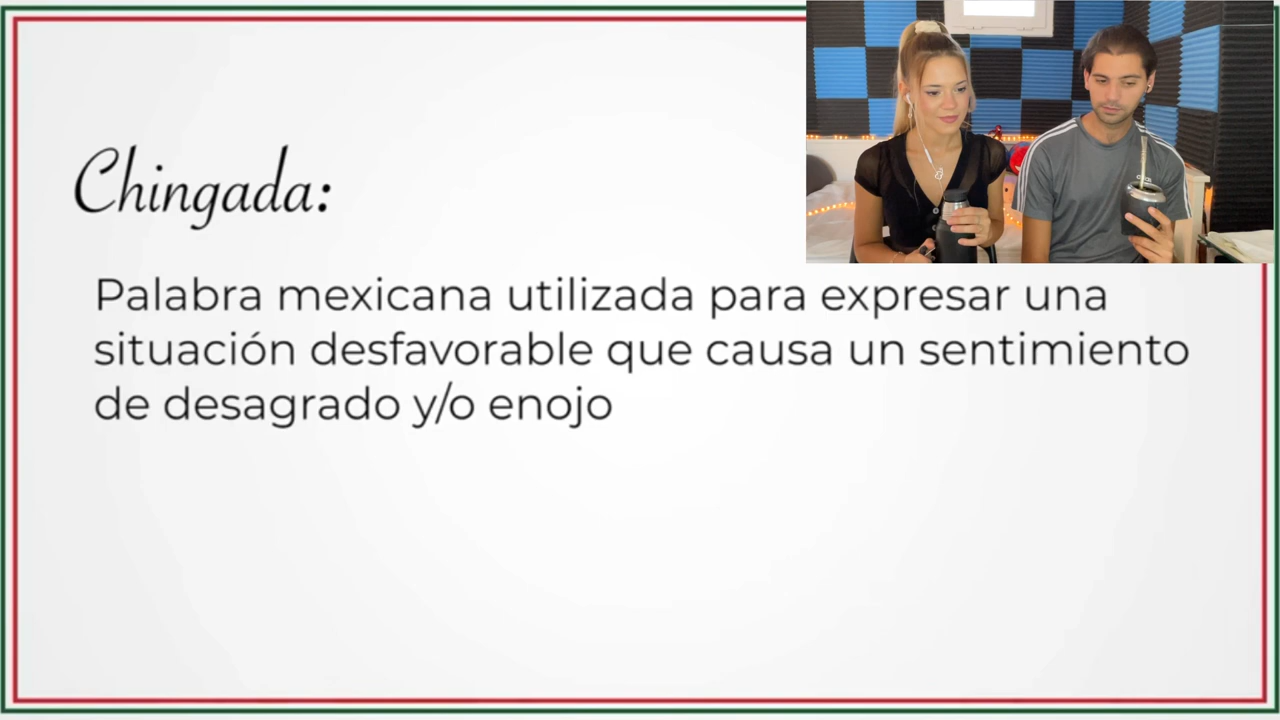 Chingada:
Palabra mexicana utilizada para expresar una
situación desfavorable que causa un sentimiento
de desagrado y/o enojo